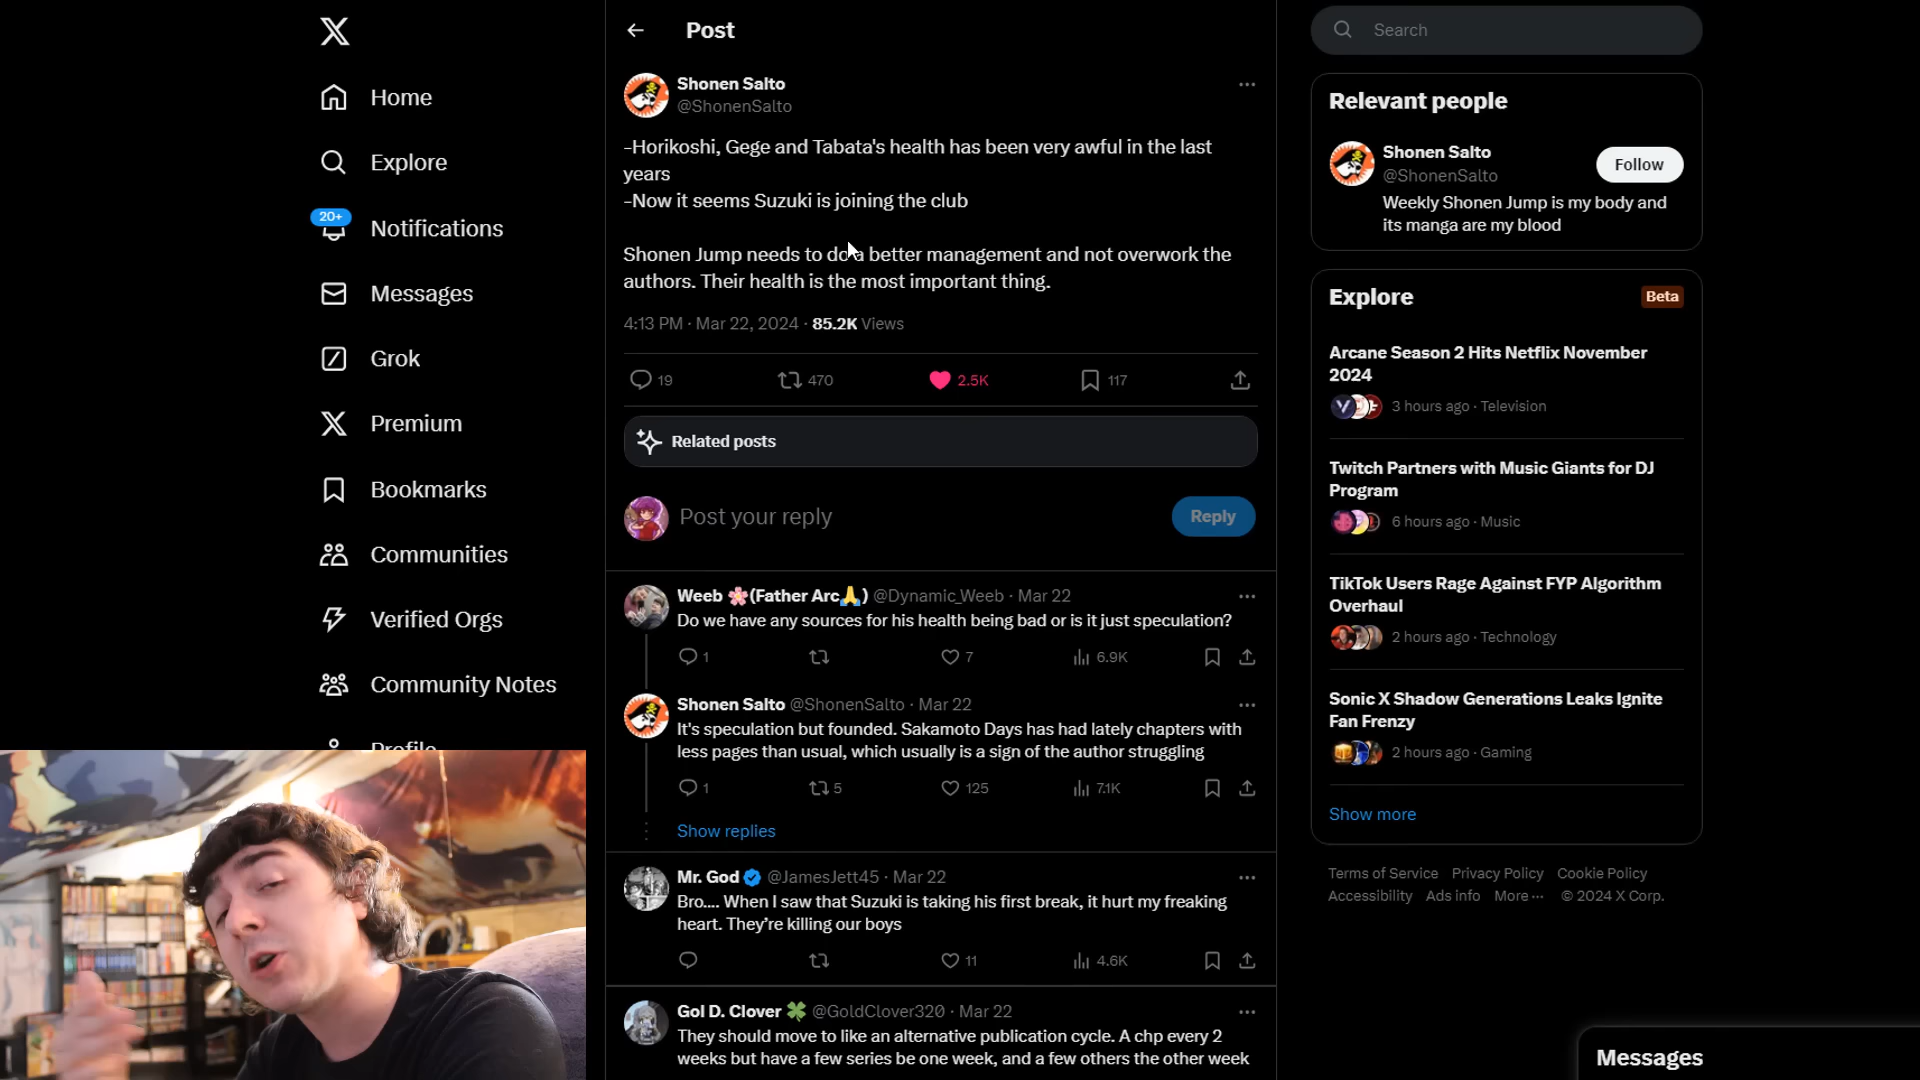 Home
Explore
20+
Notifications
Messages
Grok
Premium
Bookmarks
Communities
Verified Orgs
Community Notes
Profile
Post
Shonen Salto
@ShonenSalto
-Horikoshi, Gege and Tabata's health has been very awful in the last
years
-Now it seems Suzuki is joining the club
Shonen Jump needs to do a better management and not overwork the
authors. Their health is the most important thing.
4:13 PM · Mar 22, 2024 · 85.2K Views
19 470 2.5K 117
Related posts
Post your reply
Reply
Weeb 🌸(Father Arc🙏) @Dynamic_Weeb · Mar 22
Do we have any sources for his health being bad or is it just speculation?
1 7 6.9K
Shonen Salto @ShonenSalto · Mar 22
It's speculation but founded. Sakamoto Days has had lately chapters with
less pages than usual, which usually is a sign of the author struggling
1 5 125 7.1K
Show replies
Mr. God @JamesJett45 · Mar 22
Bro.... When I saw that Suzuki is taking his first break, it hurt my freaking
heart. They’re killing our boys
11 4.6K
Gol D. Clover 🍀 @GoldClover320 · Mar 22
They should move to like an alternative publication cycle. A chp every 2
weeks but have a few series be one week, and a few others the other week
Search
Relevant people
Shonen Salto
@ShonenSalto
Follow
Weekly Shonen Jump is my body and
its manga are my blood
Explore
Beta
Arcane Season 2 Hits Netflix November
2024
3 hours ago · Television
Twitch Partners with Music Giants for DJ
Program
6 hours ago · Music
TikTok Users Rage Against FYP Algorithm
Overhaul
2 hours ago · Technology
Sonic X Shadow Generations Leaks Ignite
Fan Frenzy
2 hours ago · Gaming
Show more
Terms of Service Privacy Policy Cookie Policy
Accessibility Ads info More ··· © 2024 X Corp.
Messages